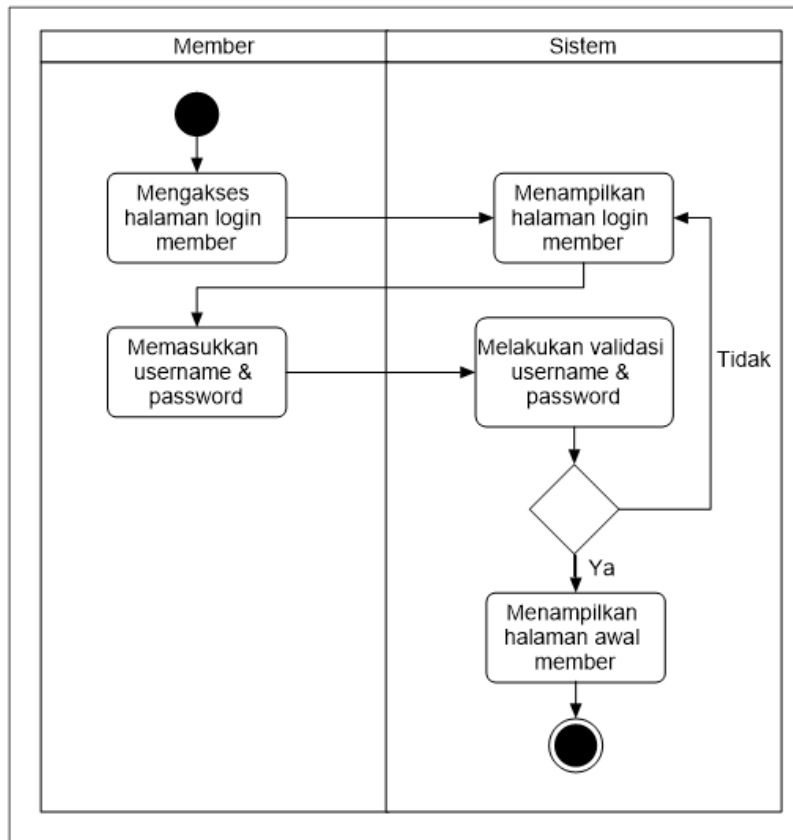 Member
Sistem
Mengakses
halaman login
member
Menampilkan
halaman login
member
Memasukkan
username &
password
Melakukan validasi
username &
password
Tidak
Ya
Menampilkan
halaman awal
member